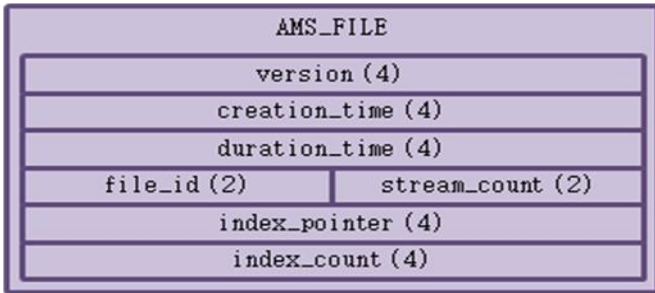 AMS_FILE
version (4)
creation_time (4)
duration_time (4)
file_id (2) stream_count (2)
index_pointer (4)
index_count (4)